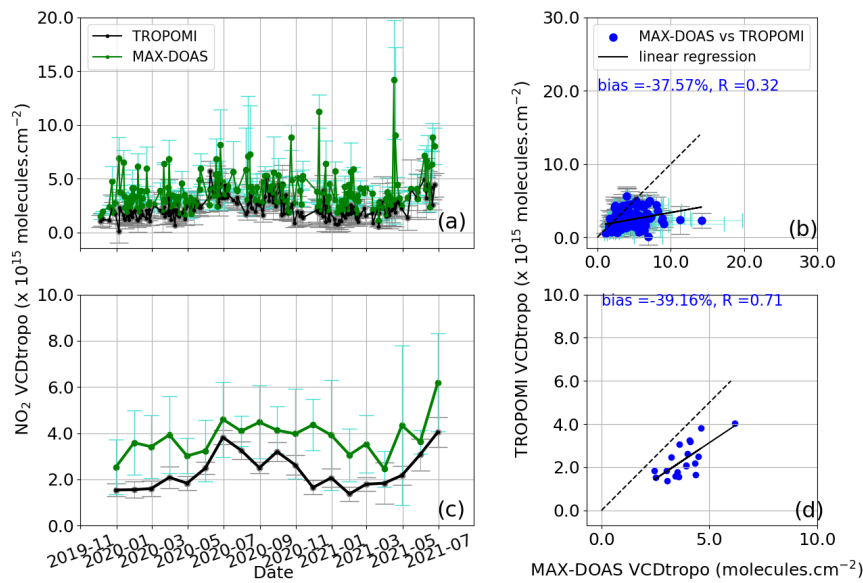 20.0
TROPOMI
MAX-DOAS
15.0
10.0
5.0
0.0
(a)
30.0
MAX-DOAS vs TROPOMI
linear regression
bias =-37.57%, R =0.32
20.0
10.0
0.0
(b)
0.0
10.0
20.0
30.0
NO₂ VCDtropo (x 10¹⁵ molecules.cm⁻²)
10.0
8.0
6.0
4.0
2.0
0.0
(c)
2019-11
2020-01
2020-03
2020-05
2020-07
2020-09
2020-11
2021-01
2021-03
2021-05
2021-07
Date
TROPOMI VCDtropo (x 10¹⁵ molecules.cm⁻²)
10.0
bias =-39.16%, R =0.71
8.0
6.0
4.0
2.0
0.0
(d)
0.0
5.0
10.0
MAX-DOAS VCDtropo (molecules.cm⁻²)